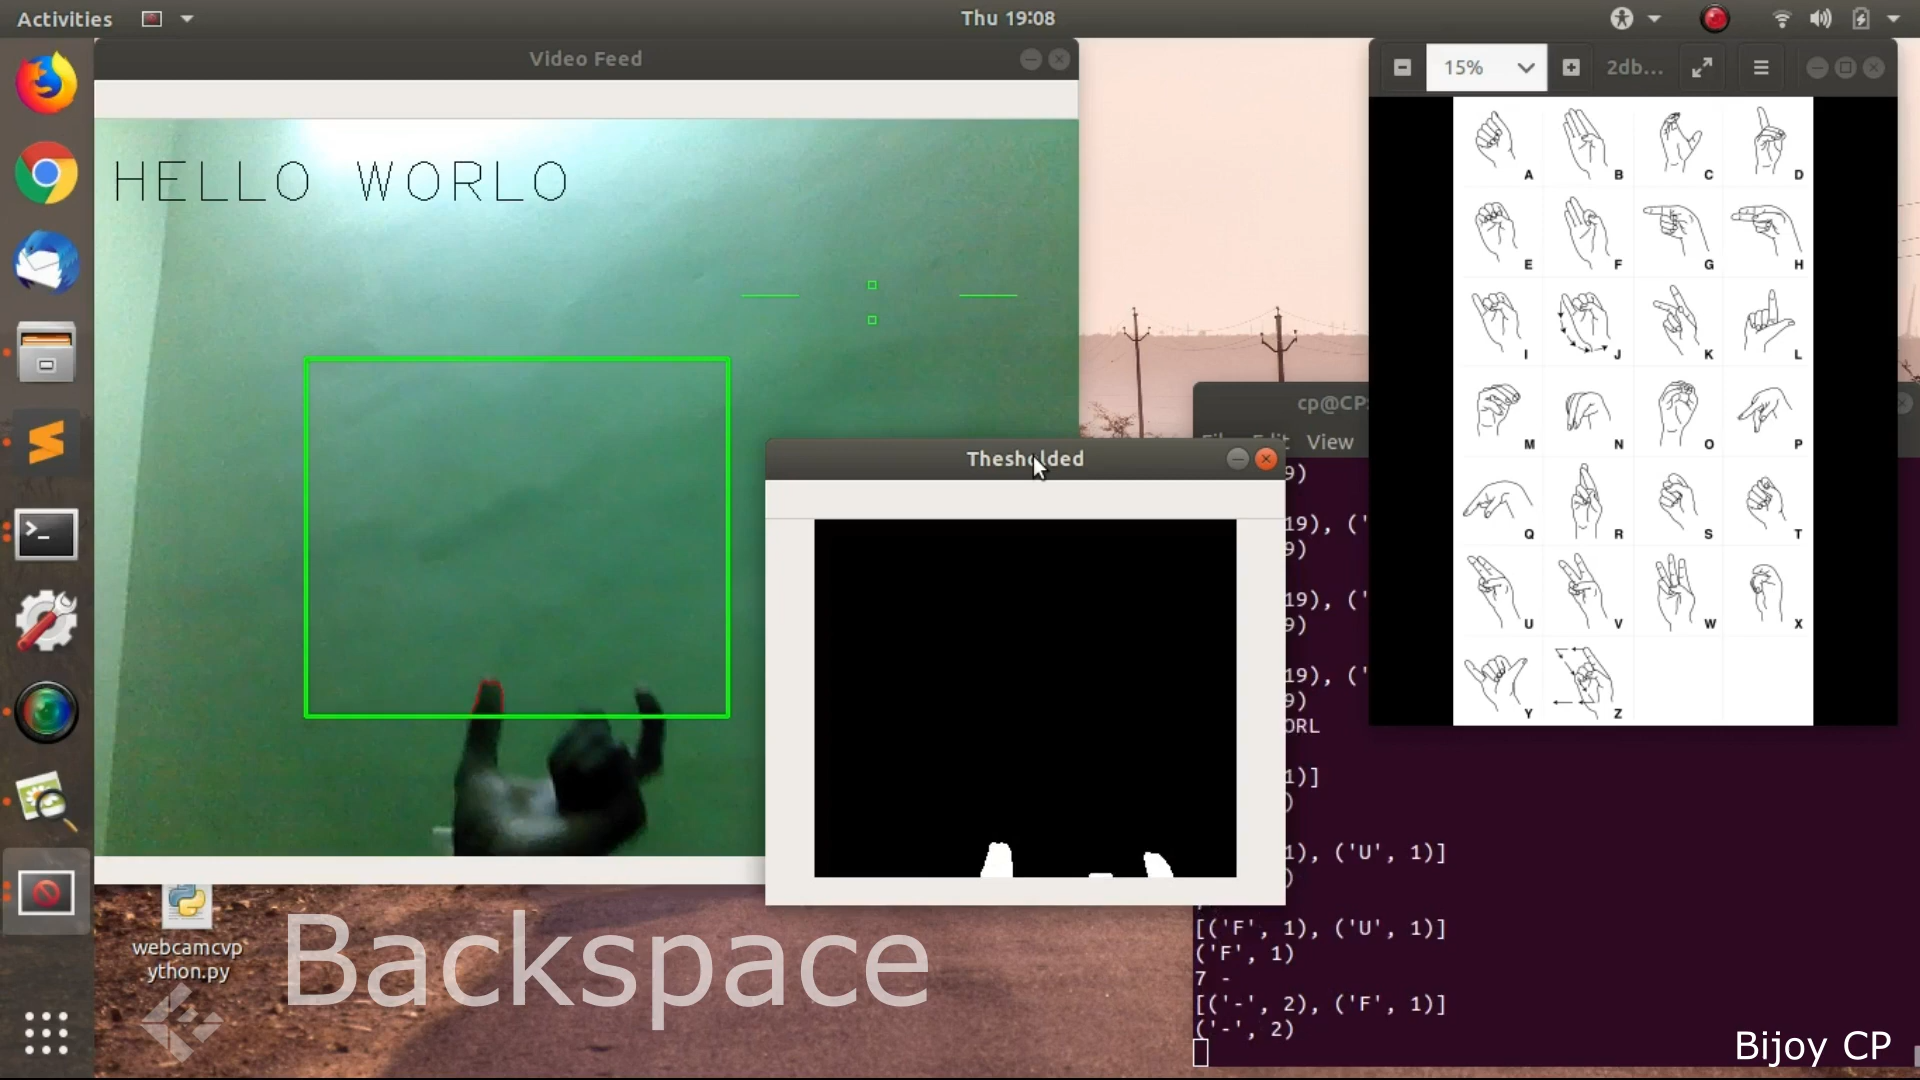 Activities
Thu 19:08
Video Feed
HELLO WORLO
15%
2db...
A B C D
E F G H
I J K L
M N O P
Q R S T
U V W X
Y Z
cp@CP
View
Thesholded
9)
19), ('
9)
19), ('
9)
19), ('
9)
ORL
1)]
)
1), ('U', 1)]
)
[('F', 1), ('U', 1)]
('F', 1)
7 -
[('-', 2), ('F', 1)]
('-', 2)
webcamcvp
ython.py
Backspace
Bijoy CP